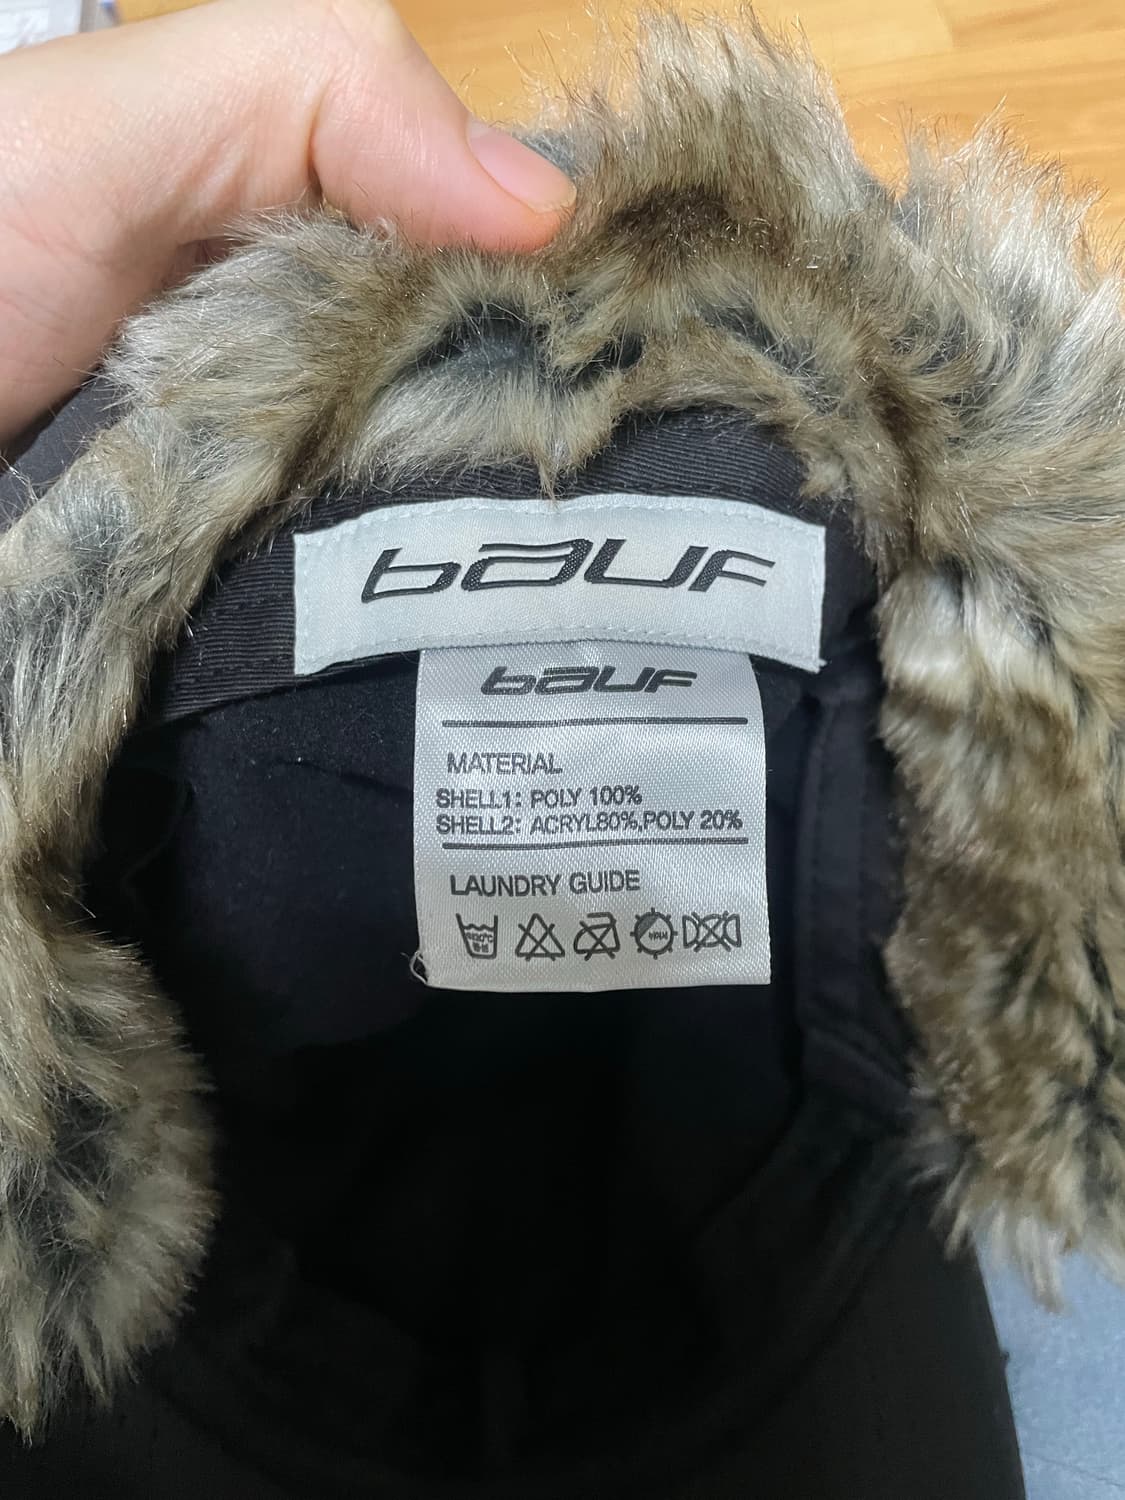 bauf
bauf
MATERIAL
SHELL1: POLY 100%
SHELL2: ACRYL80%,POLY 20%
LAUNDRY GUIDE